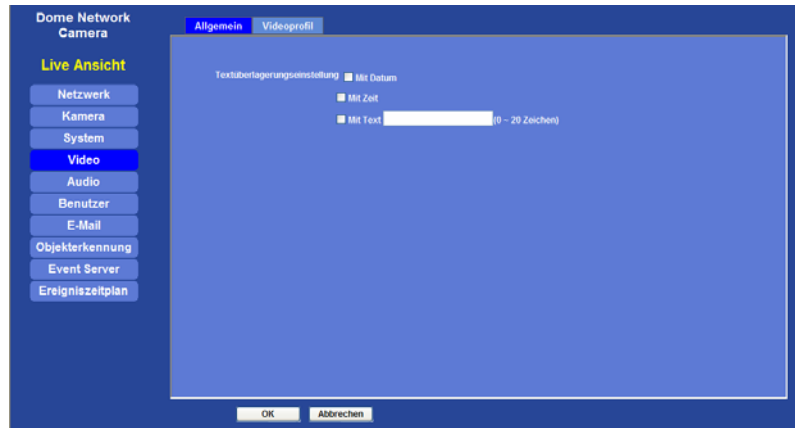 Dome Network
Camera
Live Ansicht
Netzwerk
Kamera
System
Video
Audio
Benutzer
E-Mail
Objekterkennung
Event Server
Ereigniszeitplan
Allgemein Videoprofil
Textüberlagerungseinstellung Mit Datum
Mit Zeit
Mit Text (0 ~ 20 Zeichen)
OK Abbrechen